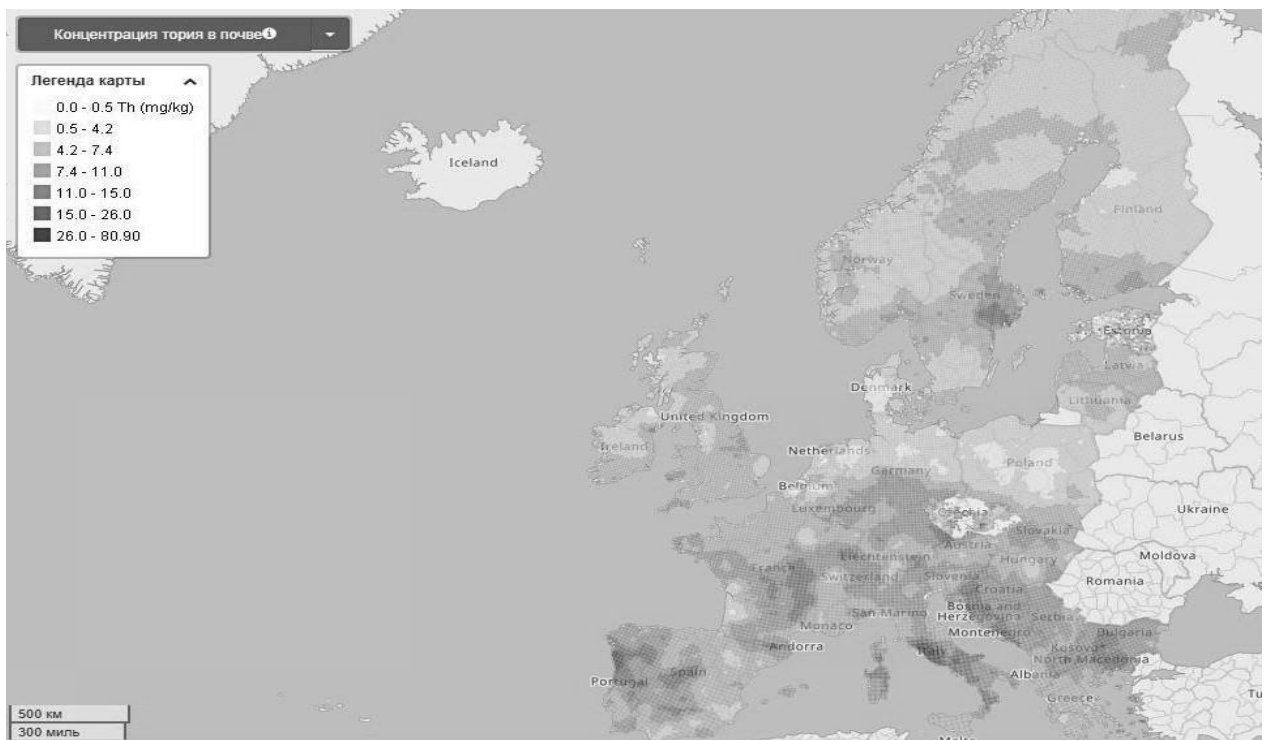 Концентрация тория в почве
Легенда карты
0.0 - 0.5 Th (mg/kg)
0.5 - 4.2
4.2 - 7.4
7.4 - 11.0
11.0 - 15.0
15.0 - 26.0
26.0 - 80.90
Iceland
Finland
Norway
Sweden
Estonia
Latvia
Denmark
Lithuania
United Kingdom
Belarus
Ireland
Netherlands
Poland
Germany
Belgium
Czechia
Ukraine
Luxembourg
Slovakia
Austria
Liechtenstein
Moldova
Hungary
France
Switzerland
Slovenia
Romania
Croatia
San Marino
Bosnia and
Herzegovina
Serbia
Monaco
Montenegro
Bulgaria
Andorra
Italy
Kosovo
North Macedonia
Spain
Portugal
Albania
Greece
Tu
Malta
500 км
300 миль